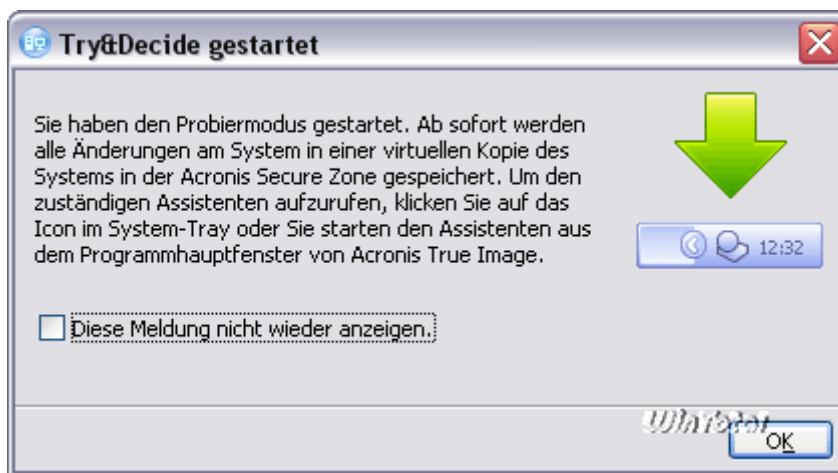 Try&Decide gestartet
Sie haben den Probiermodus gestartet. Ab sofort werden
alle Änderungen am System in einer virtuellen Kopie des
Systems in der Acronis Secure Zone gespeichert. Um den
zuständigen Assistenten aufzurufen, klicken Sie auf das
Icon im System-Tray oder Sie starten den Assistenten aus
dem Programmhauptfenster von Acronis True Image.
12:32
Diese Meldung nicht wieder anzeigen.
WinTotal
OK